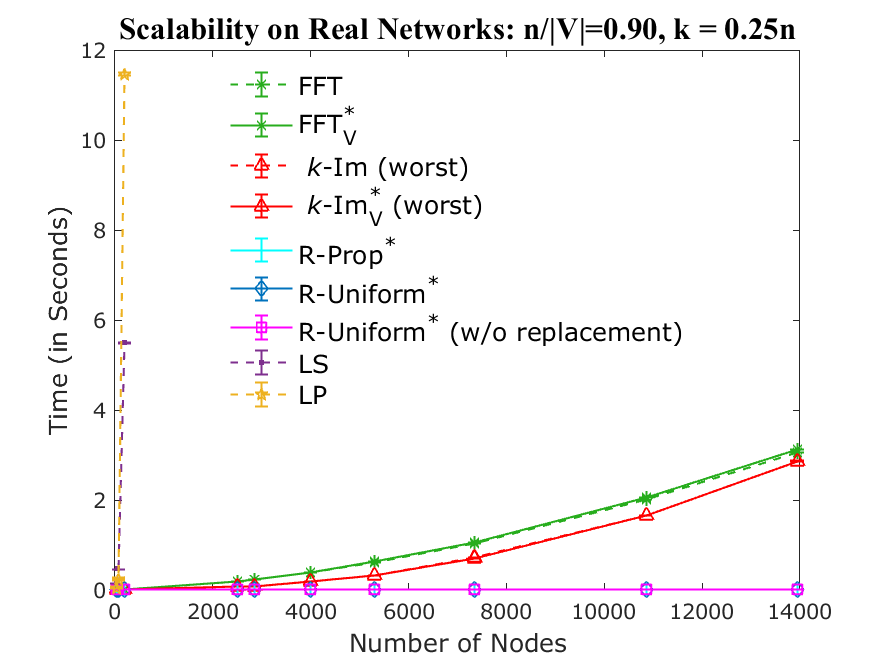 Scalability on Real Networks: n/|V|=0.90, k = 0.25n
12
10
8
6
4
2
0
Time (in Seconds)
FFT
FFT*V
k-Im (worst)
k-Im*V (worst)
R-Prop*
R-Uniform*
R-Uniform* (w/o replacement)
LS
LP
0 2000 4000 6000 8000 10000 12000 14000
Number of Nodes